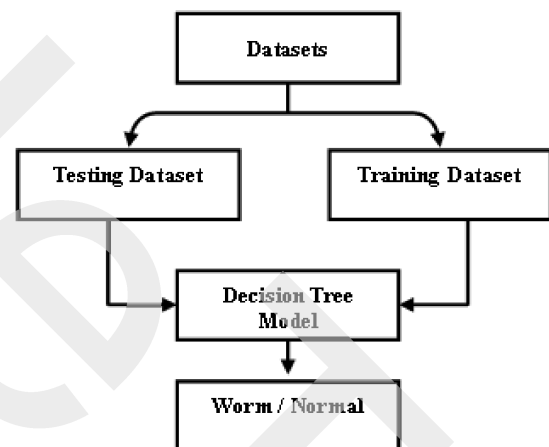 Datasets
Testing Dataset
Training Dataset
Decision Tree
Model
Worm / Normal